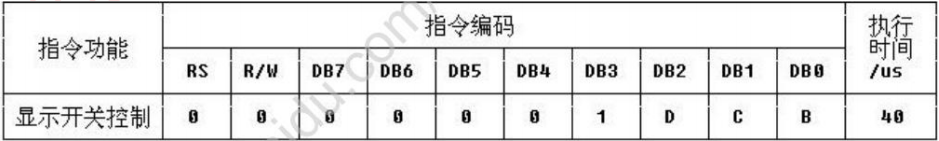 指令功能 指令编码 执行时间/us
RS R/W DB7 DB6 DB5 DB4 DB3 DB2 DB1 DB0
显示开关控制 0 0 0 0 0 0 1 D C B 40